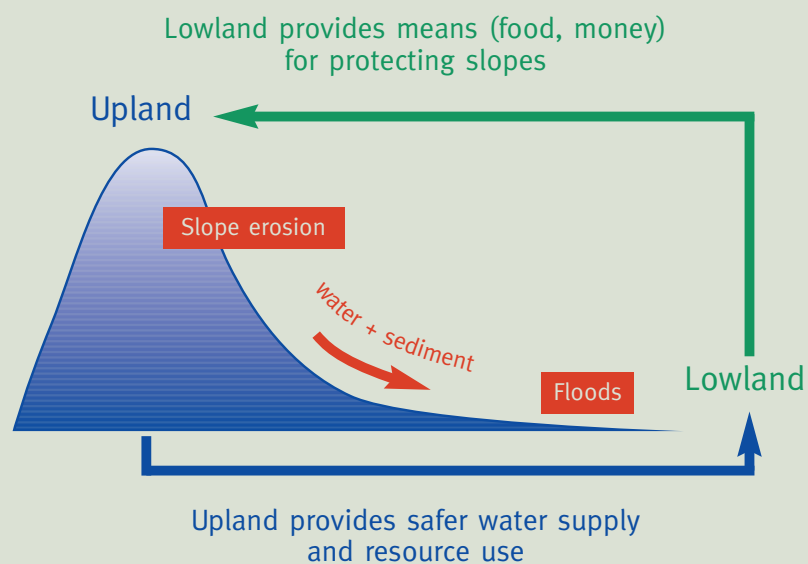 Lowland provides means (food, money)
for protecting slopes
Upland
Slope erosion
water + sediment
Floods
Lowland
Upland provides safer water supply
and resource use